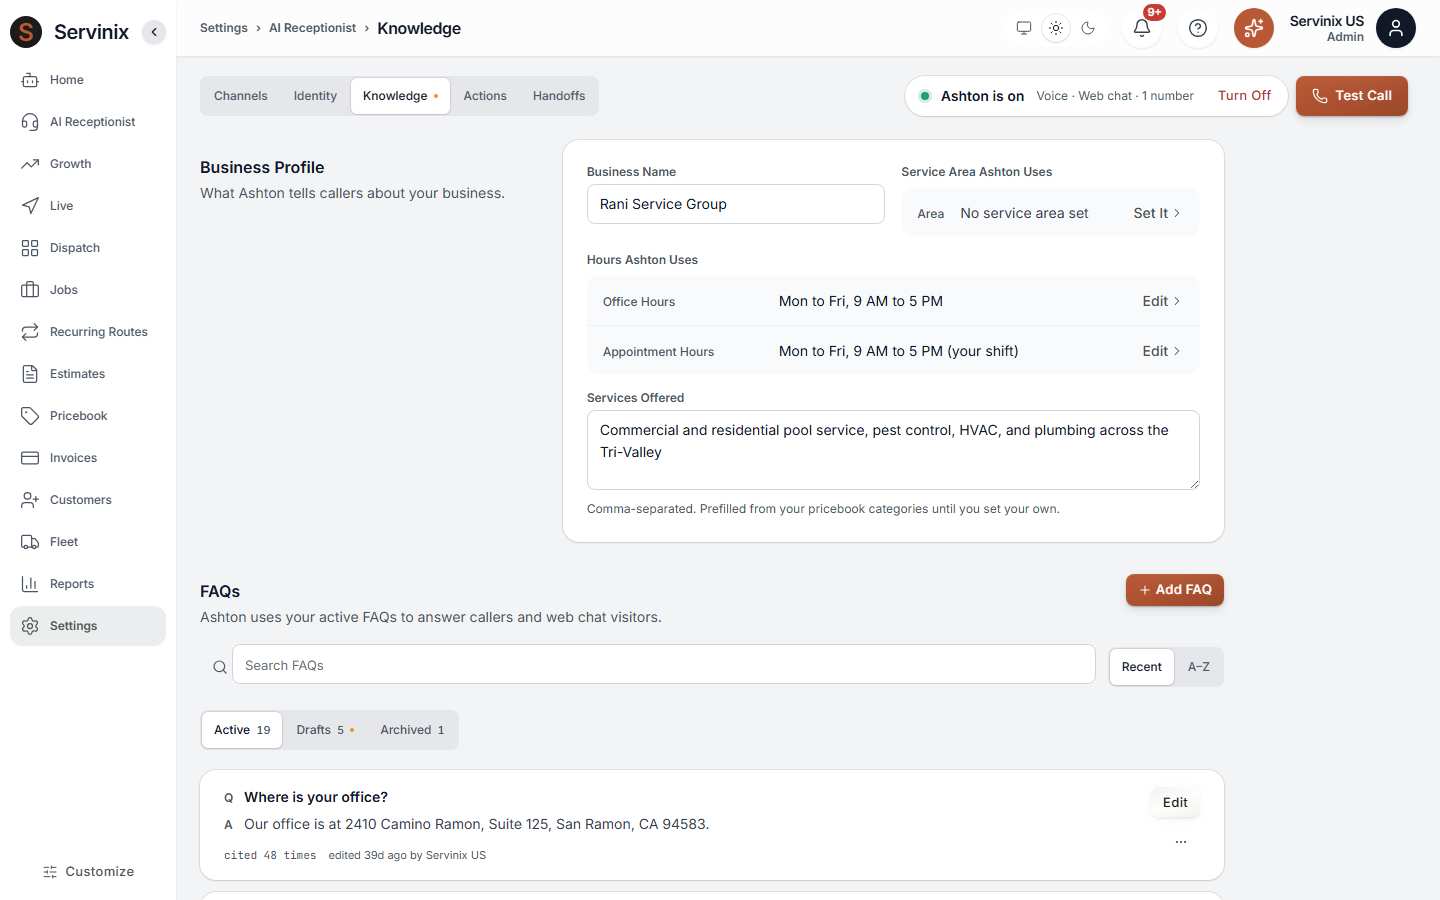 S Servinix
Home
AI Receptionist
Growth
Live
Dispatch
Jobs
Recurring Routes
Estimates
Pricebook
Invoices
Customers
Fleet
Reports
Settings
Customize
Settings › AI Receptionist › Knowledge
9+
Servinix US
Admin
Channels Identity Knowledge Actions Handoffs
Ashton is on Voice · Web chat · 1 number Turn Off
Test Call
Business Profile
What Ashton tells callers about your business.
Business Name
Rani Service Group
Service Area Ashton Uses
Area No service area set Set It
Hours Ashton Uses
Office Hours Mon to Fri, 9 AM to 5 PM Edit
Appointment Hours Mon to Fri, 9 AM to 5 PM (your shift) Edit
Services Offered
Commercial and residential pool service, pest control, HVAC, and plumbing across the
Tri-Valley
Comma-separated. Prefilled from your pricebook categories until you set your own.
FAQs
+ Add FAQ
Ashton uses your active FAQs to answer callers and web chat visitors.
Search FAQs
Recent A–Z
Active 19 Drafts 5 Archived 1
Q Where is your office?
Edit
A Our office is at 2410 Camino Ramon, Suite 125, San Ramon, CA 94583.
...
cited 48 times edited 39d ago by Servinix US